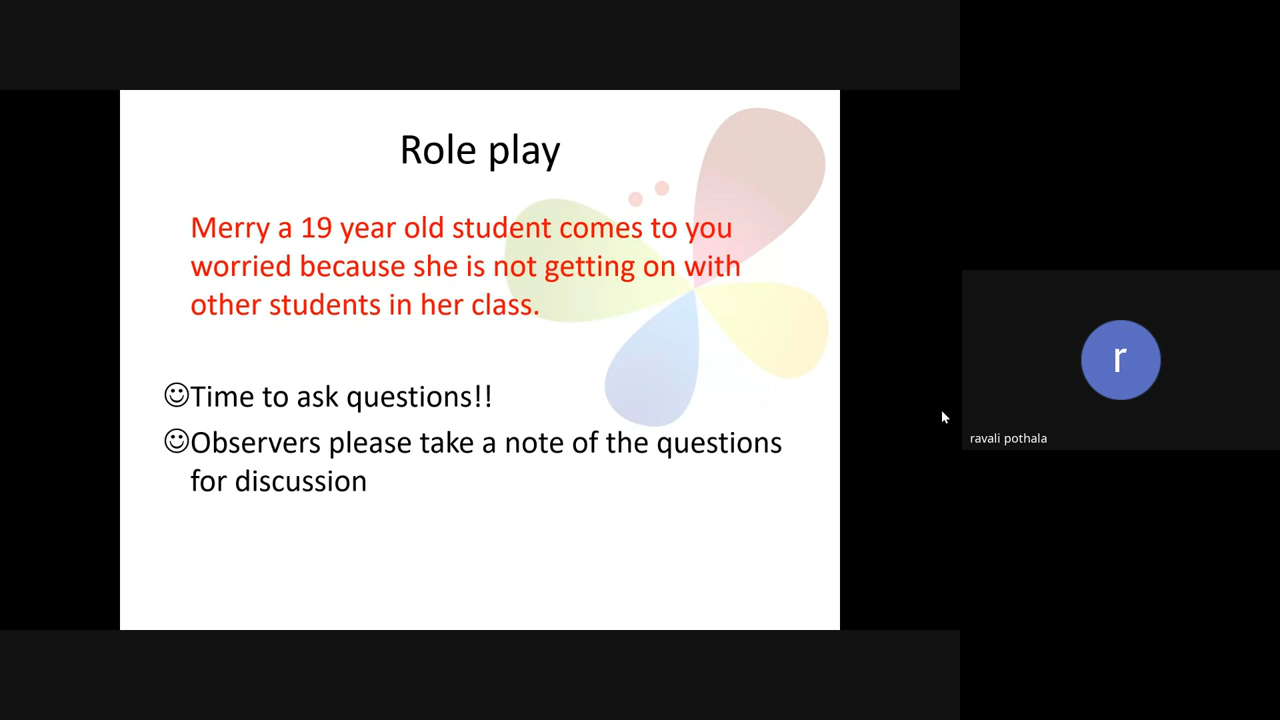 Role play
Merry a 19 year old student comes to you
worried because she is not getting on with
other students in her class.
☺Time to ask questions!!
☺Observers please take a note of the questions
for discussion
r
ravali pothala